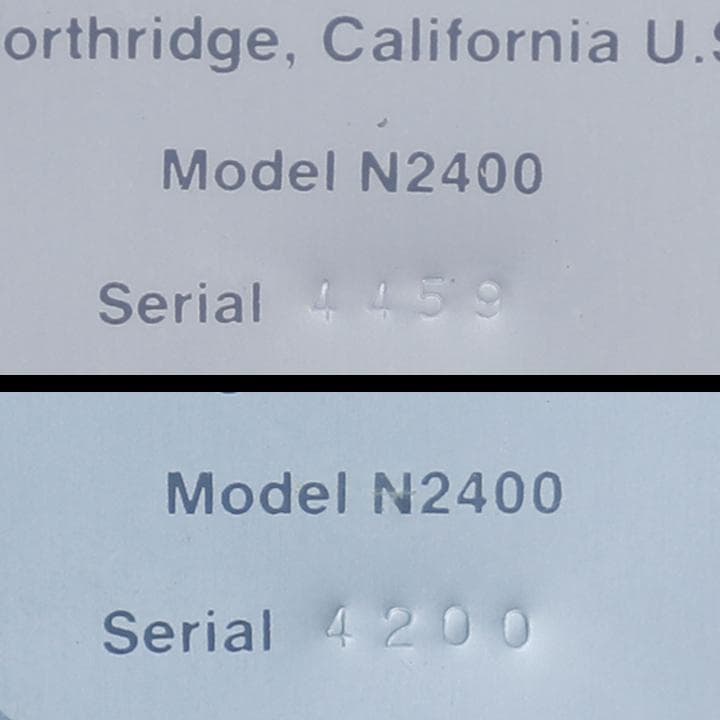 orthridge, California U.S
Model N2400
Serial 4459
Model N2400
Serial 4200